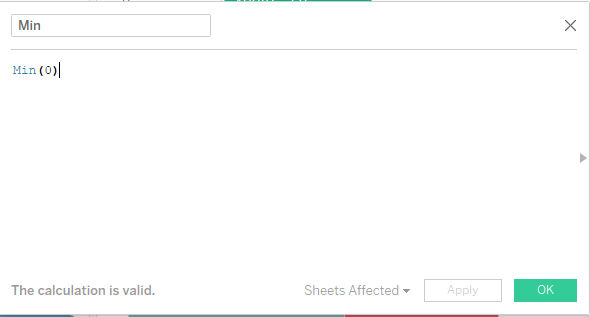 Min
Min(0)
The calculation is valid.
Sheets Affected
Apply
OK